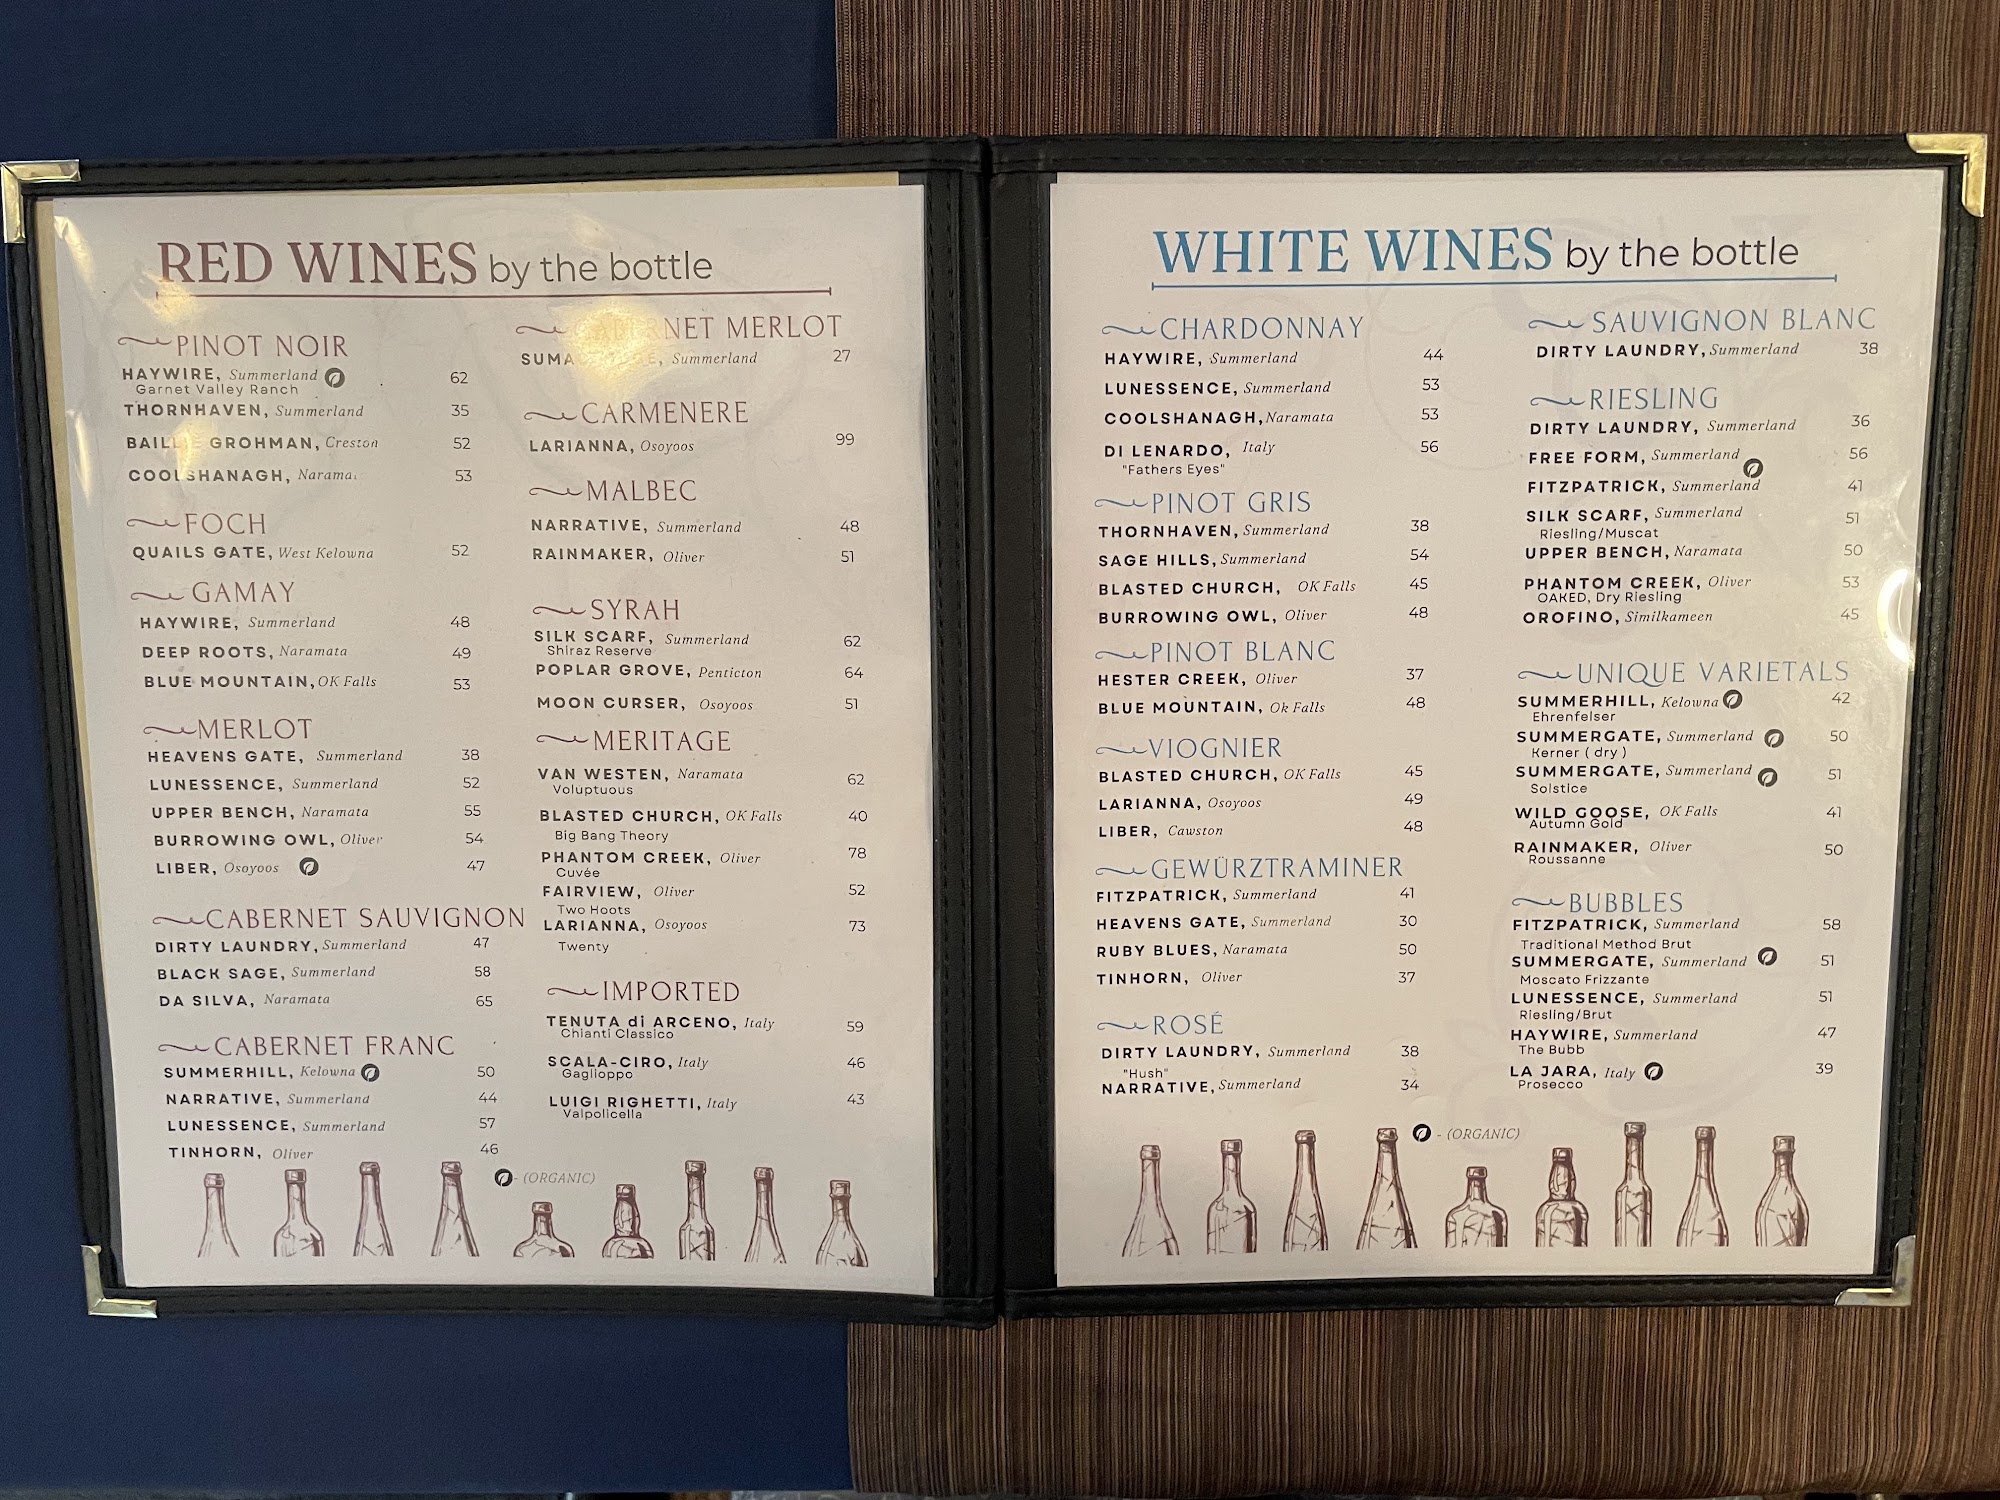 RED WINES by the bottle
PINOT NOIR
HAYWIRE, Summerland 62
Garnet Valley Ranch
THORNHAVEN, Summerland 35
GROHMAN, Creston 52
COOLSHANAGH, 53
FOCH
QUAILS GATE, West Kelowna 52
GAMAY
HAYWIRE, Summerland 48
DEEP ROOTS, Naramata 49
BLUE MOUNTAIN, OK Falls 53
MERLOT
HEAVENS GATE, Summerland 38
LUNESSENCE, Summerland 52
UPPER BENCH, Naramata 55
BURROWING OWL, Oliver 54
LIBER, Osoyoos 47
CABERNET SAUVIGNON
DIRTY LAUNDRY, Summerland 47
BLACK SAGE, Summerland 58
DA SILVA, Naramata 65
CABERNET FRANC
SUMMERHILL, Kelowna 50
NARRATIVE, Summerland 44
LUNESSENCE, Summerland 57
TINHORN, Oliver 46
CABERNET MERLOT
Summerland 27
CARMENERE
LARIANNA, Osoyoos 99
MALBEC
NARRATIVE, Summerland 48
RAINMAKER, Oliver 51
SYRAH
SILK SCARF, Summerland 62
Shiraz Reserve
POPLAR GROVE, Penticton 64
MOON CURSER, Osoyoos 51
MERITAGE
VAN WESTEN, Naramata 62
Voluptuous
BLASTED CHURCH, OK Falls 40
Big Bang Theory
PHANTOM CREEK, Oliver 78
Cuvée
FAIRVIEW, Oliver 52
Two Hoots
LARIANNA, Osoyoos 73
Twenty
IMPORTED
TENUTA di ARCENO, Italy 59
Chianti Classico
SCALA-CIRO, Italy 46
Gaglioppo
LUIGI RIGHETTI, Italy 43
Valpolicella
- (ORGANIC)
WHITE WINES by the bottle
CHARDONNAY
HAYWIRE, Summerland 44
LUNESSENCE, Summerland 53
COOLSHANAGH, Naramata 53
DI LENARDO, Italy 56
"Fathers Eyes"
PINOT GRIS
THORNHAVEN, Summerland 38
SAGE HILLS, Summerland 54
BLASTED CHURCH, OK Falls 45
BURROWING OWL, Oliver 48
PINOT BLANC
HESTER CREEK, Oliver 37
BLUE MOUNTAIN, Ok Falls 48
VIOGNIER
BLASTED CHURCH, OK Falls 45
LARIANNA, Osoyoos 49
LIBER, Cawston 48
GEWÜRZTRAMINER
FITZPATRICK, Summerland 41
HEAVENS GATE, Summerland 30
RUBY BLUES, Naramata 50
TINHORN, Oliver 37
ROSÉ
DIRTY LAUNDRY, Summerland 38
"Hush"
NARRATIVE, Summerland 34
SAUVIGNON BLANC
DIRTY LAUNDRY, Summerland 38
RIESLING
DIRTY LAUNDRY, Summerland 36
FREE FORM, Summerland 56
FITZPATRICK, Summerland 41
SILK SCARF, Summerland 51
Riesling/Muscat
UPPER BENCH, Naramata 50
PHANTOM CREEK, Oliver 53
OAKED, Dry Riesling
OROFINO, Similkameen 45
UNIQUE VARIETALS
SUMMERHILL, Kelowna 42
Ehrenfelser
SUMMERGATE, Summerland 50
Kerner ( dry )
SUMMERGATE, Summerland 51
Solstice
WILD GOOSE, OK Falls 41
Autumn Gold
RAINMAKER, Oliver 50
Roussanne
BUBBLES
FITZPATRICK, Summerland 58
Traditional Method Brut
SUMMERGATE, Summerland 51
Moscato Frizzante
LUNESSENCE, Summerland 51
Riesling/Brut
HAYWIRE, Summerland 47
The Bubb
LA JARA, Italy 39
Prosecco
- (ORGANIC)